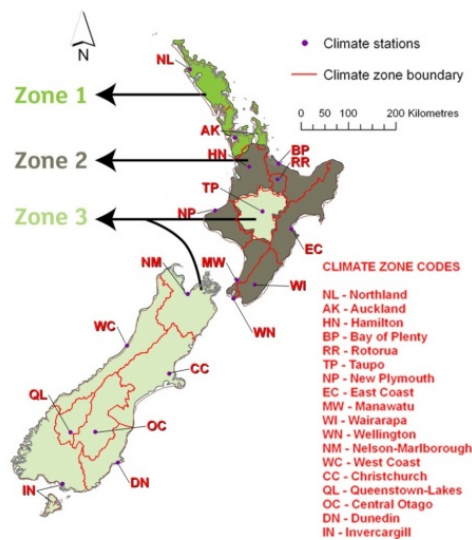 N
Climate stations
Climate zone boundary
0 50 100 200 Kilometres
Zone 1
Zone 2
Zone 3
NL
AK
HN
BP
RR
TP
NP
EC
MW
NM
WI
WN
WC
CC
QL
OC
DN
IN
CLIMATE ZONE CODES
NL - Northland
AK - Auckland
HN - Hamilton
BP - Bay of Plenty
RR - Rotorua
TP - Taupo
NP - New Plymouth
EC - East Coast
MW - Manawatu
WI - Wairarapa
WN - Wellington
NM - Nelson-Marlborough
WC - West Coast
CC - Christchurch
QL - Queenstown-Lakes
OC - Central Otago
DN - Dunedin
IN - Invercargill